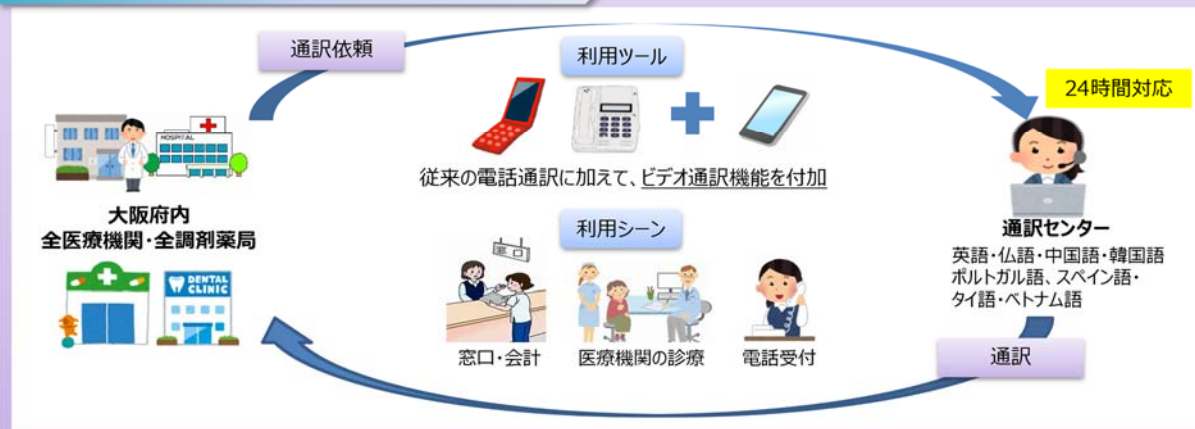 通訳依頼
利用ツール
24時間対応
HOSPITAL
従来の電話通訳に加えて、ビデオ通訳機能を付加
大阪府内
全医療機関・全調剤薬局
利用シーン
通訳センター
英語・仏語・中国語・韓国語
ポルトガル語、スペイン語・
タイ語・ベトナム語
窓口
DENTAL
CLINIC
窓口・会計
医療機関の診療
電話受付
通訳